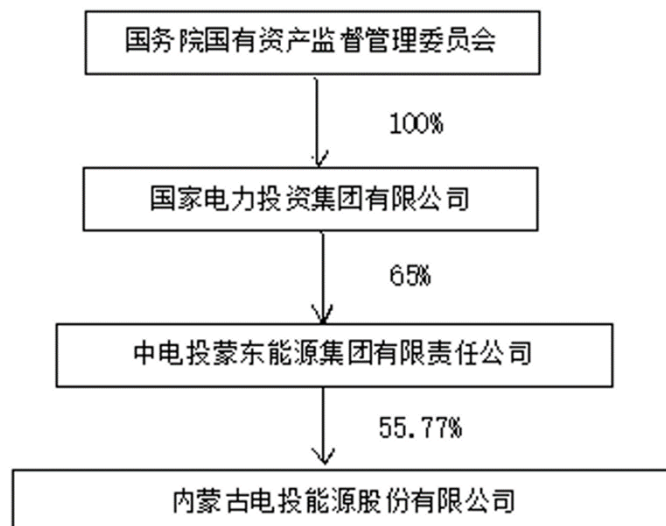 国务院国有资产监督管理委员会
100%
国家电力投资集团有限公司
65%
中电投蒙东能源集团有限责任公司
55.77%
内蒙古电投能源股份有限公司